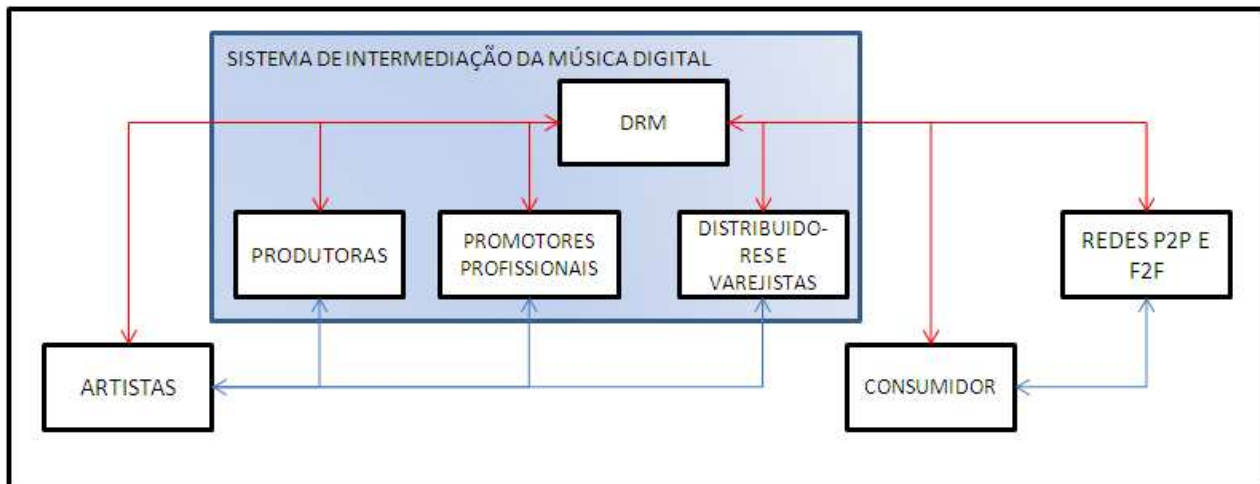 SISTEMA DE INTERMEDIAÇÃO DA MÚSICA DIGITAL
DRM
PRODUTORAS
PROMOTORES
PROFISSIONAIS
DISTRIBUIDO-
RES E
VAREJISTAS
REDES P2P E
F2F
ARTISTAS
CONSUMIDOR